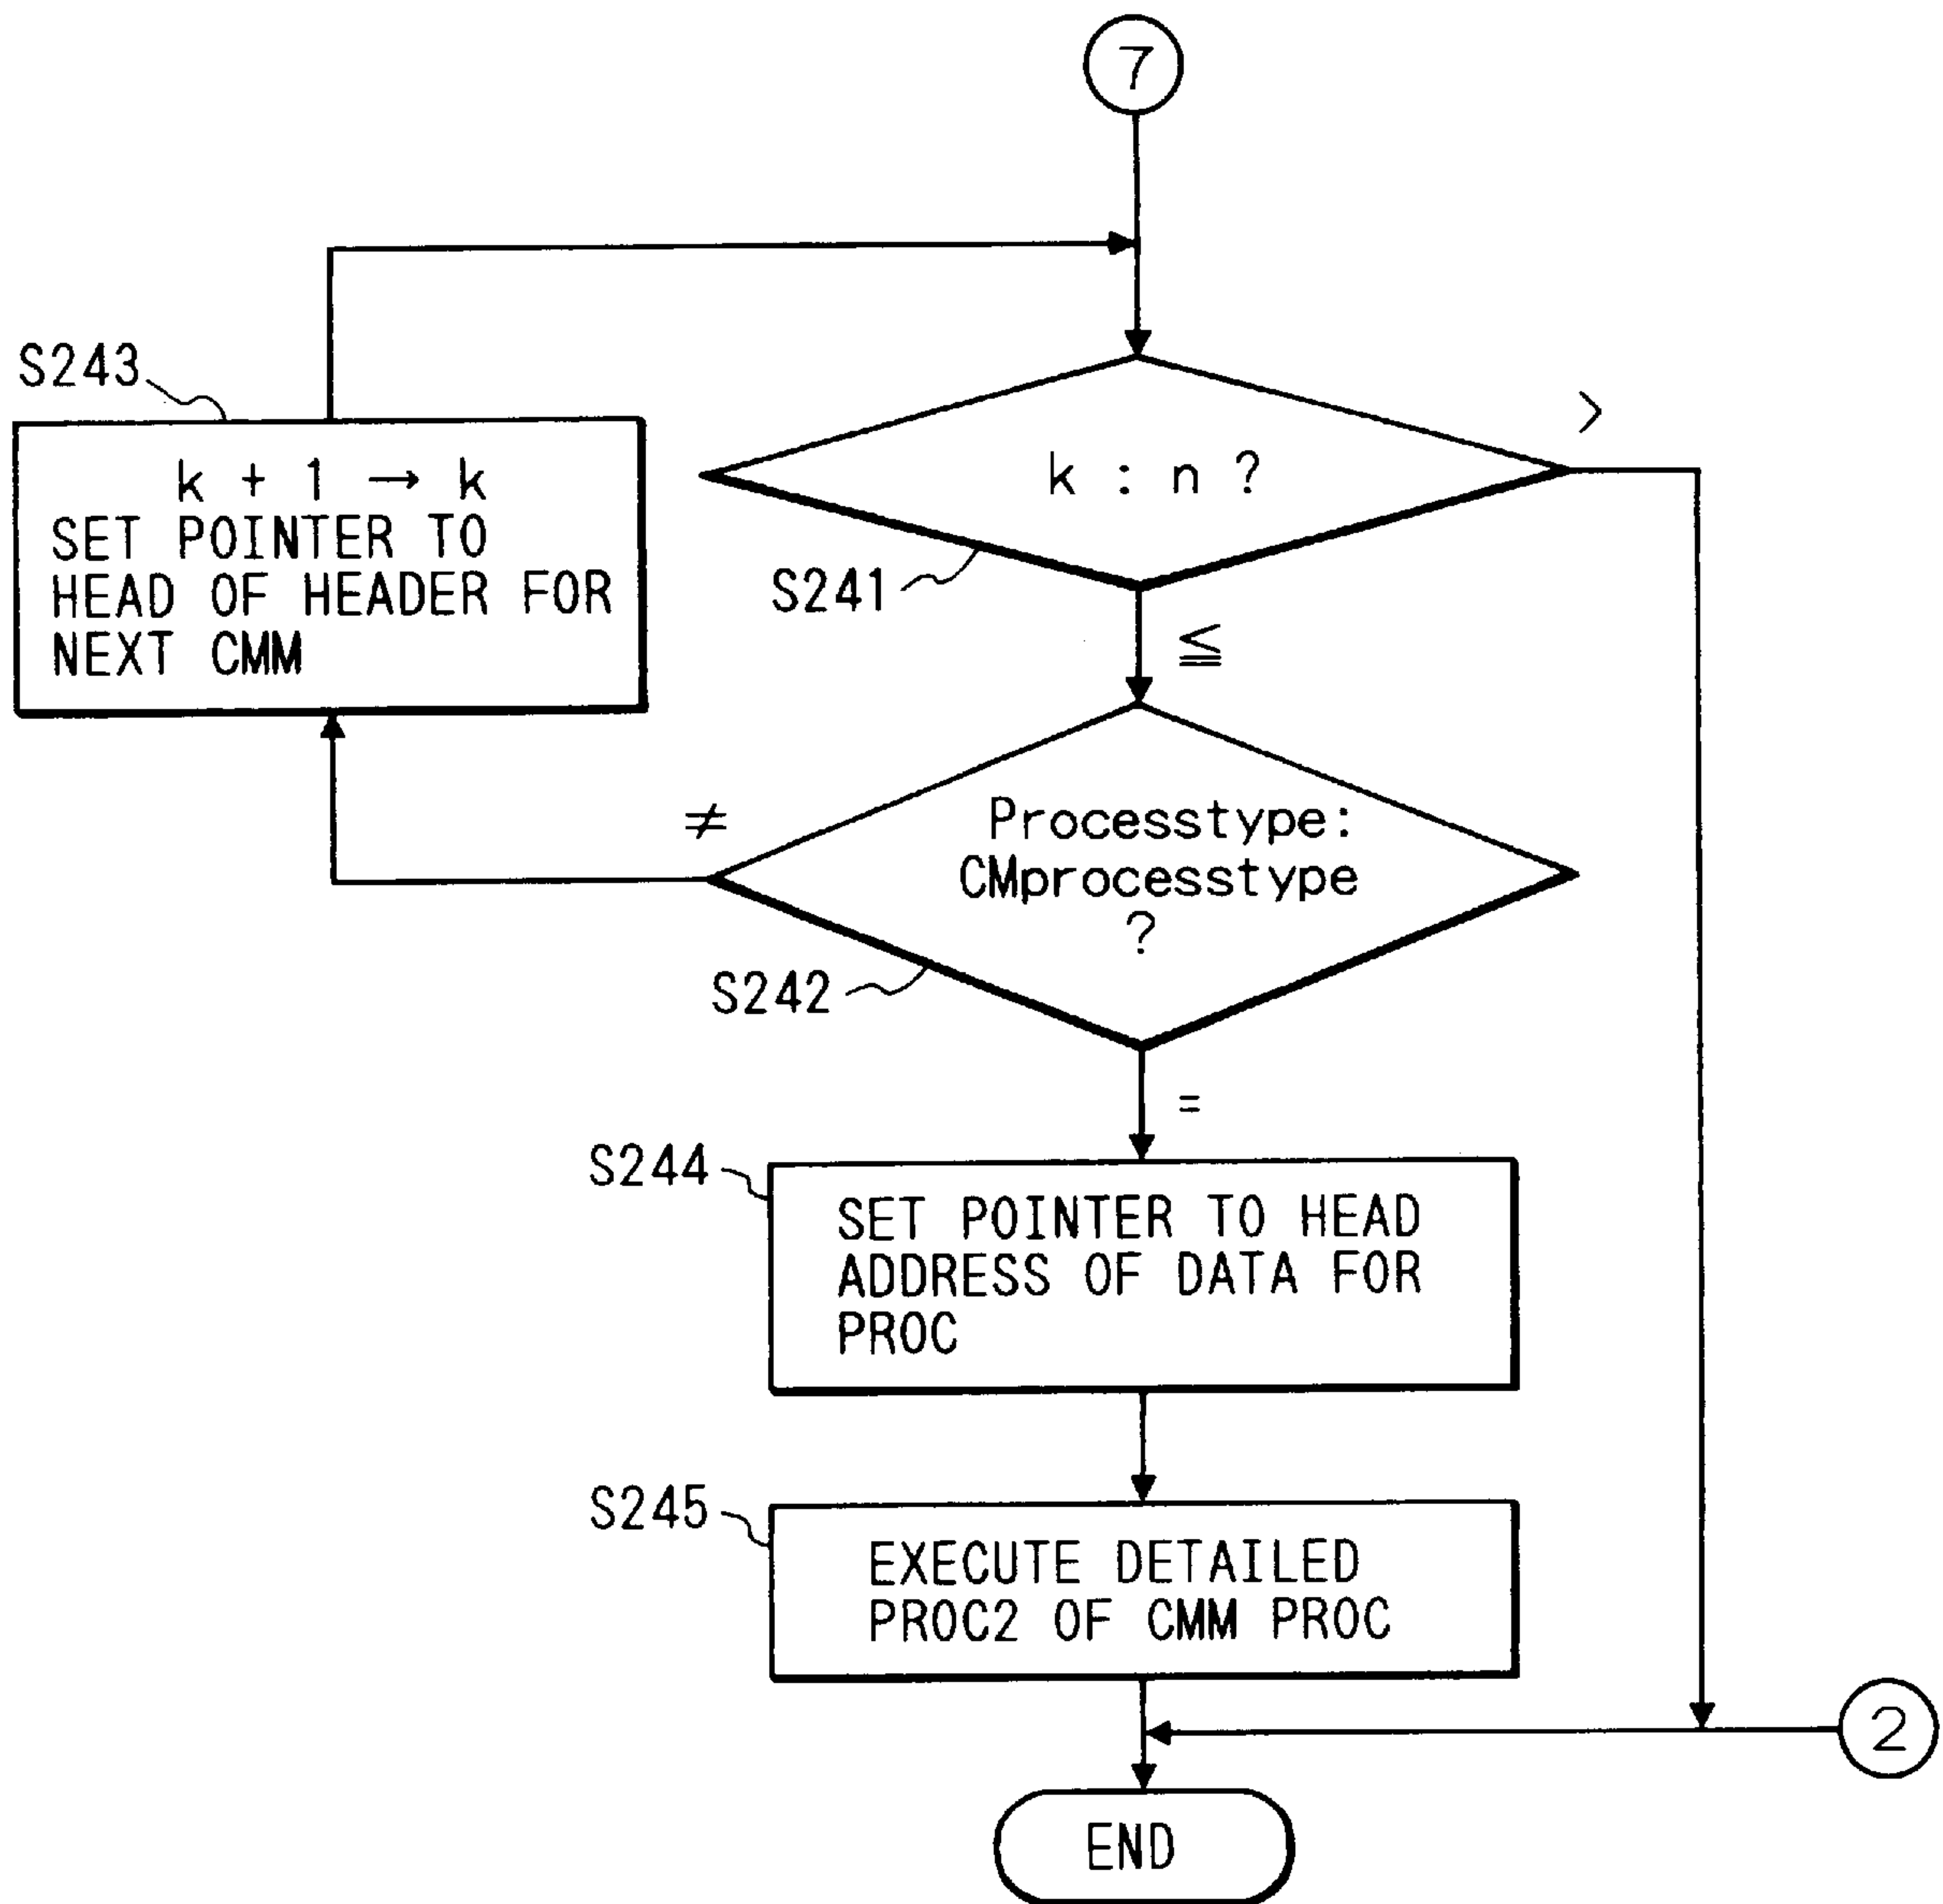 7
S243
k + 1 → k
SET POINTER TO
HEAD OF HEADER FOR
NEXT CMM
>
k : n ?
S241
≦
≠
Processtype:
CMprocesstype
?
S242
=
S244
SET POINTER TO HEAD
ADDRESS OF DATA FOR
PROC
S245
EXECUTE DETAILED
PROC2 OF CMM PROC
2
END